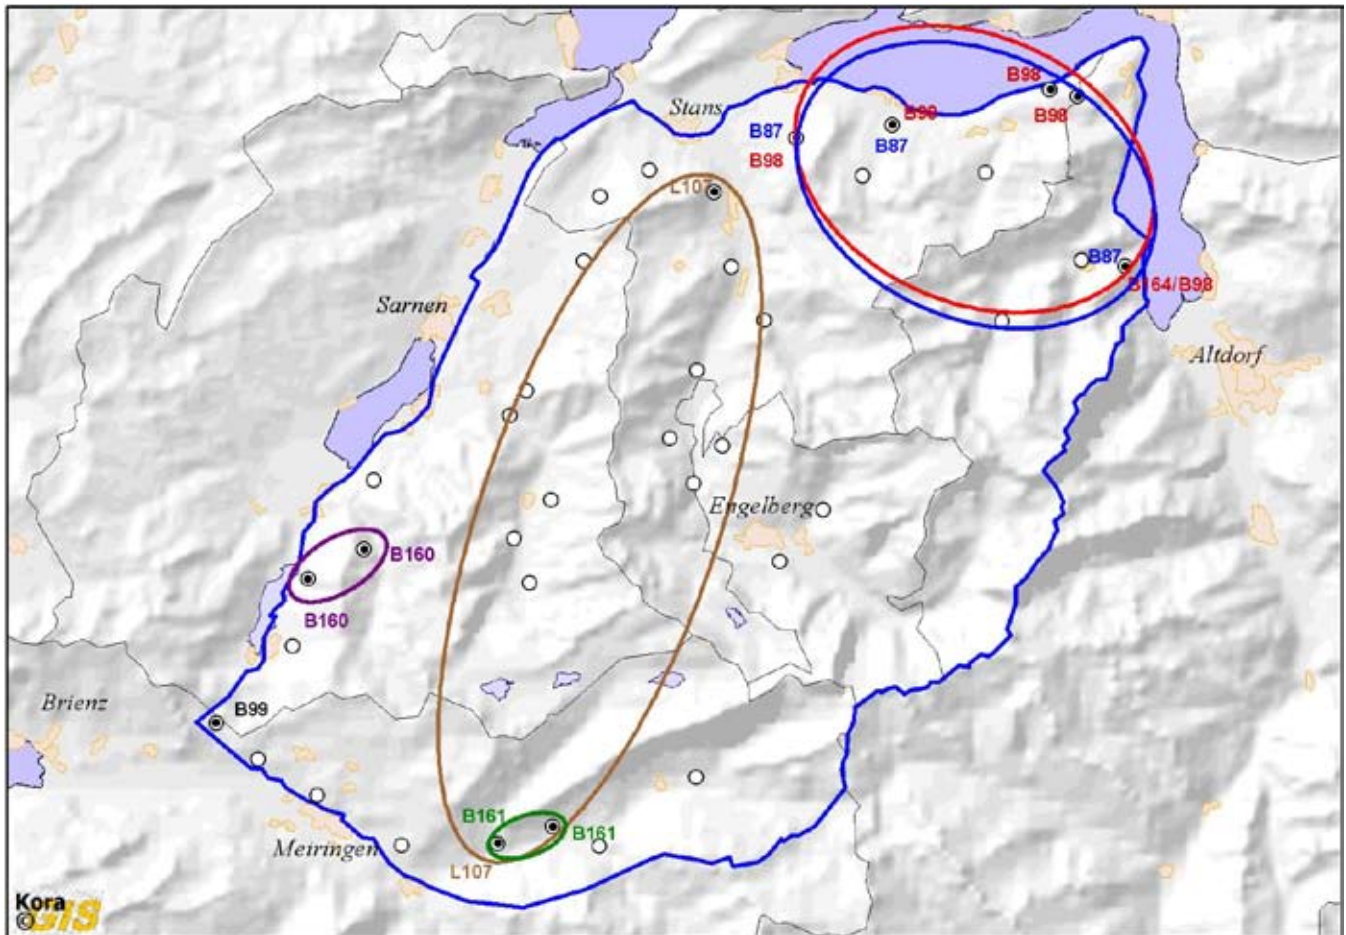 B98
Stans
B98
B87
B98
B87
B98
L107
B87
B164/B98
Sarnen
Altdorf
Engelberg
B160
B160
Brienz
B99
B161
B161
Meiringen
L107
Kora
©GIS